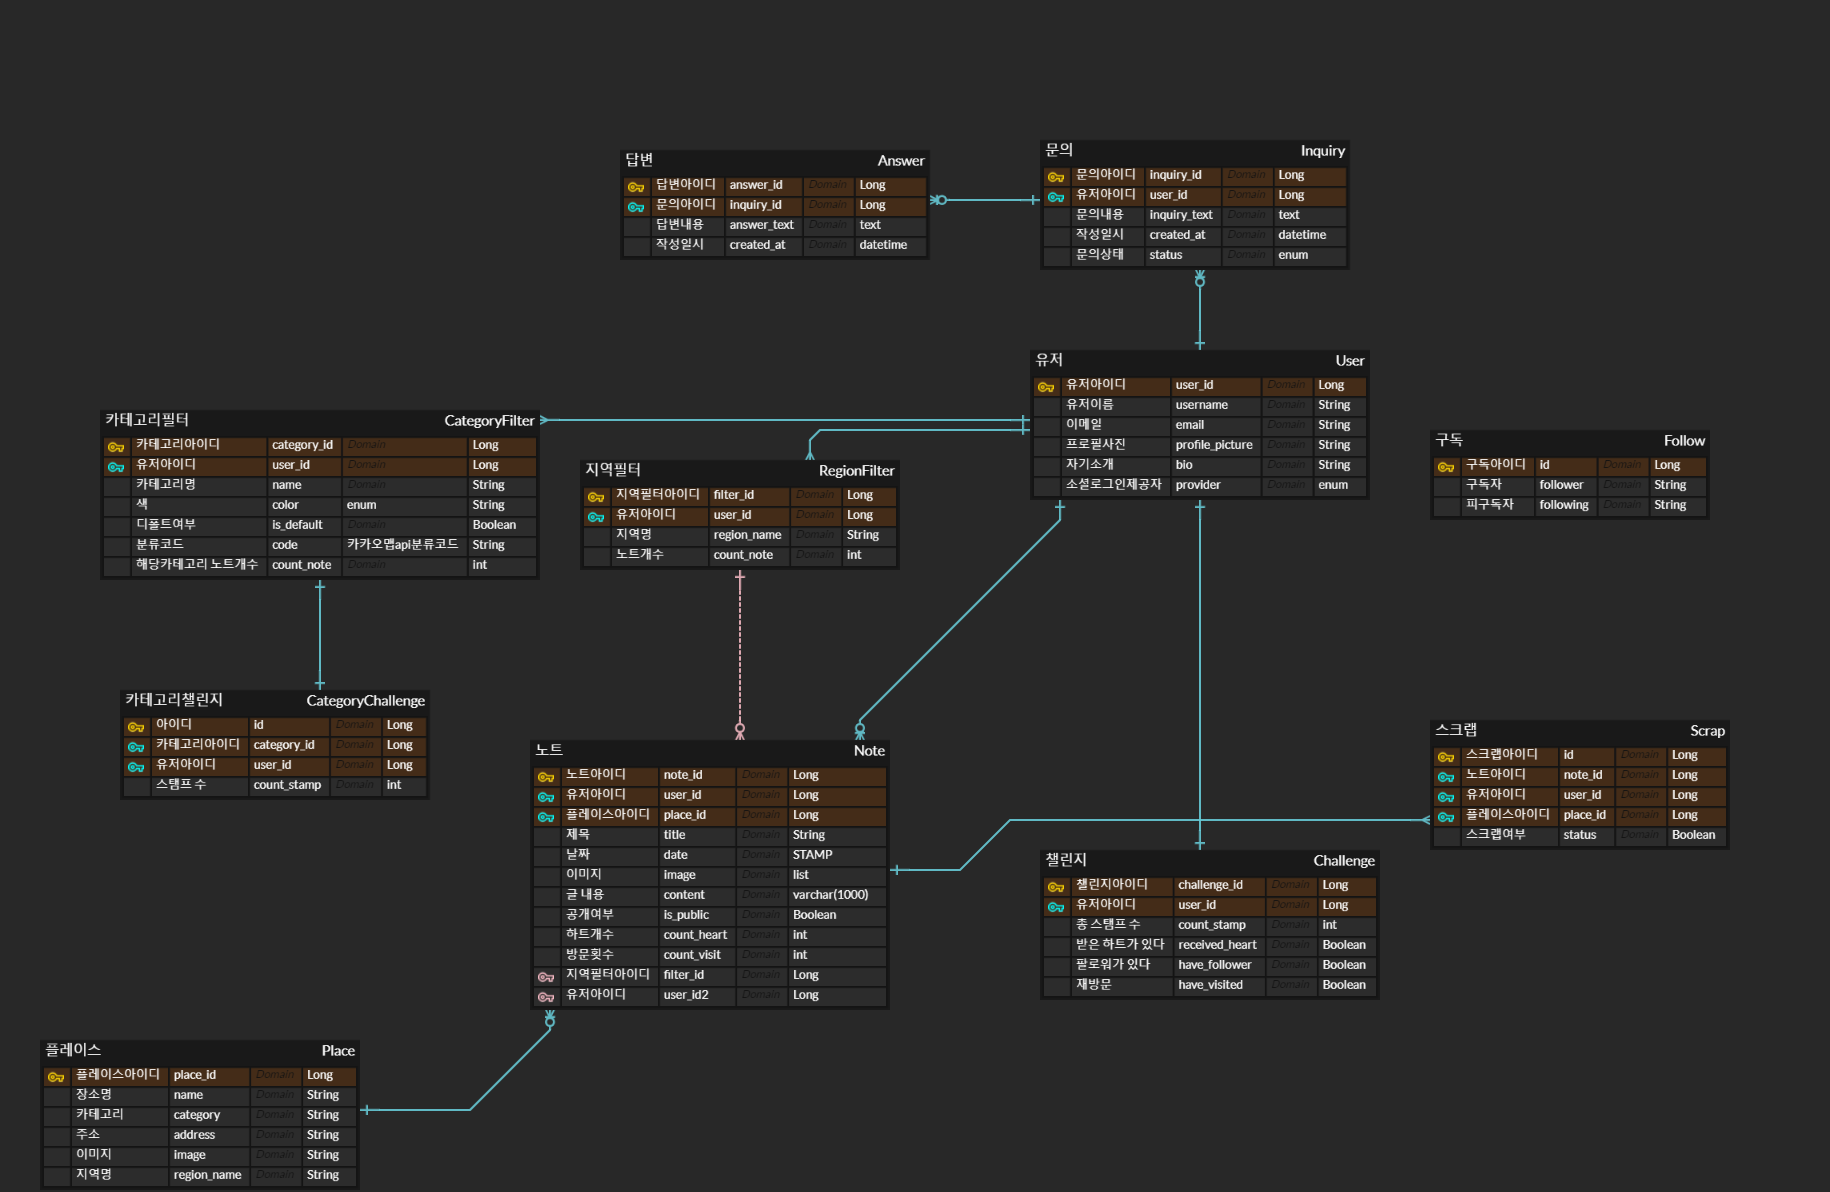 답변 Answer
답변아이디 answer_id Domain Long
문의아이디 inquiry_id Domain Long
답변내용 answer_text Domain text
작성일시 created_at Domain datetime
문의 Inquiry
문의아이디 inquiry_id Domain Long
유저아이디 user_id Domain Long
문의내용 inquiry_text Domain text
작성일시 created_at Domain datetime
문의상태 status Domain enum
유저 User
유저아이디 user_id Domain Long
유저이름 username Domain String
이메일 email Domain String
프로필사진 profile_picture Domain String
자기소개 bio Domain String
소셜로그인제공자 provider Domain enum
카테고리필터 CategoryFilter
카테고리아이디 category_id Domain Long
유저아이디 user_id Domain Long
카테고리명 name Domain String
색 color enum String
디폴트여부 is_default Domain Boolean
분류코드 code 카카오맵api분류코드 String
해당카테고리 노트개수 count_note Domain int
지역필터 RegionFilter
지역필터아이디 filter_id Domain Long
유저아이디 user_id Domain Long
지역명 region_name Domain String
노트개수 count_note Domain int
구독 Follow
구독아이디 id Domain Long
구독자 follower Domain String
피구독자 following Domain String
카테고리챌린지 CategoryChallenge
아이디 id Domain Long
카테고리아이디 category_id Domain Long
유저아이디 user_id Domain Long
스탬프 수 count_stamp Domain int
노트 Note
노트아이디 note_id Domain Long
유저아이디 user_id Domain Long
플레이스아이디 place_id Domain Long
제목 title Domain String
날짜 date Domain STAMP
이미지 image Domain list
글 내용 content Domain varchar(1000)
공개여부 is_public Domain Boolean
하트개수 count_heart Domain int
방문횟수 count_visit Domain int
지역필터아이디 filter_id Domain Long
유저아이디 user_id2 Domain Long
스크랩 Scrap
스크랩아이디 id Domain Long
노트아이디 note_id Domain Long
유저아이디 user_id Domain Long
플레이스아이디 place_id Domain Long
스크랩여부 status Domain Boolean
챌린지 Challenge
챌린지아이디 challenge_id Domain Long
유저아이디 user_id Domain Long
총 스탬프 수 count_stamp Domain int
받은 하트가 있다 received_heart Domain Boolean
팔로워가 있다 have_follower Domain Boolean
재방문 have_visited Domain Boolean
플레이스 Place
플레이스아이디 place_id Domain Long
장소명 name Domain String
카테고리 category Domain String
주소 address Domain String
이미지 image Domain String
지역명 region_name Domain String